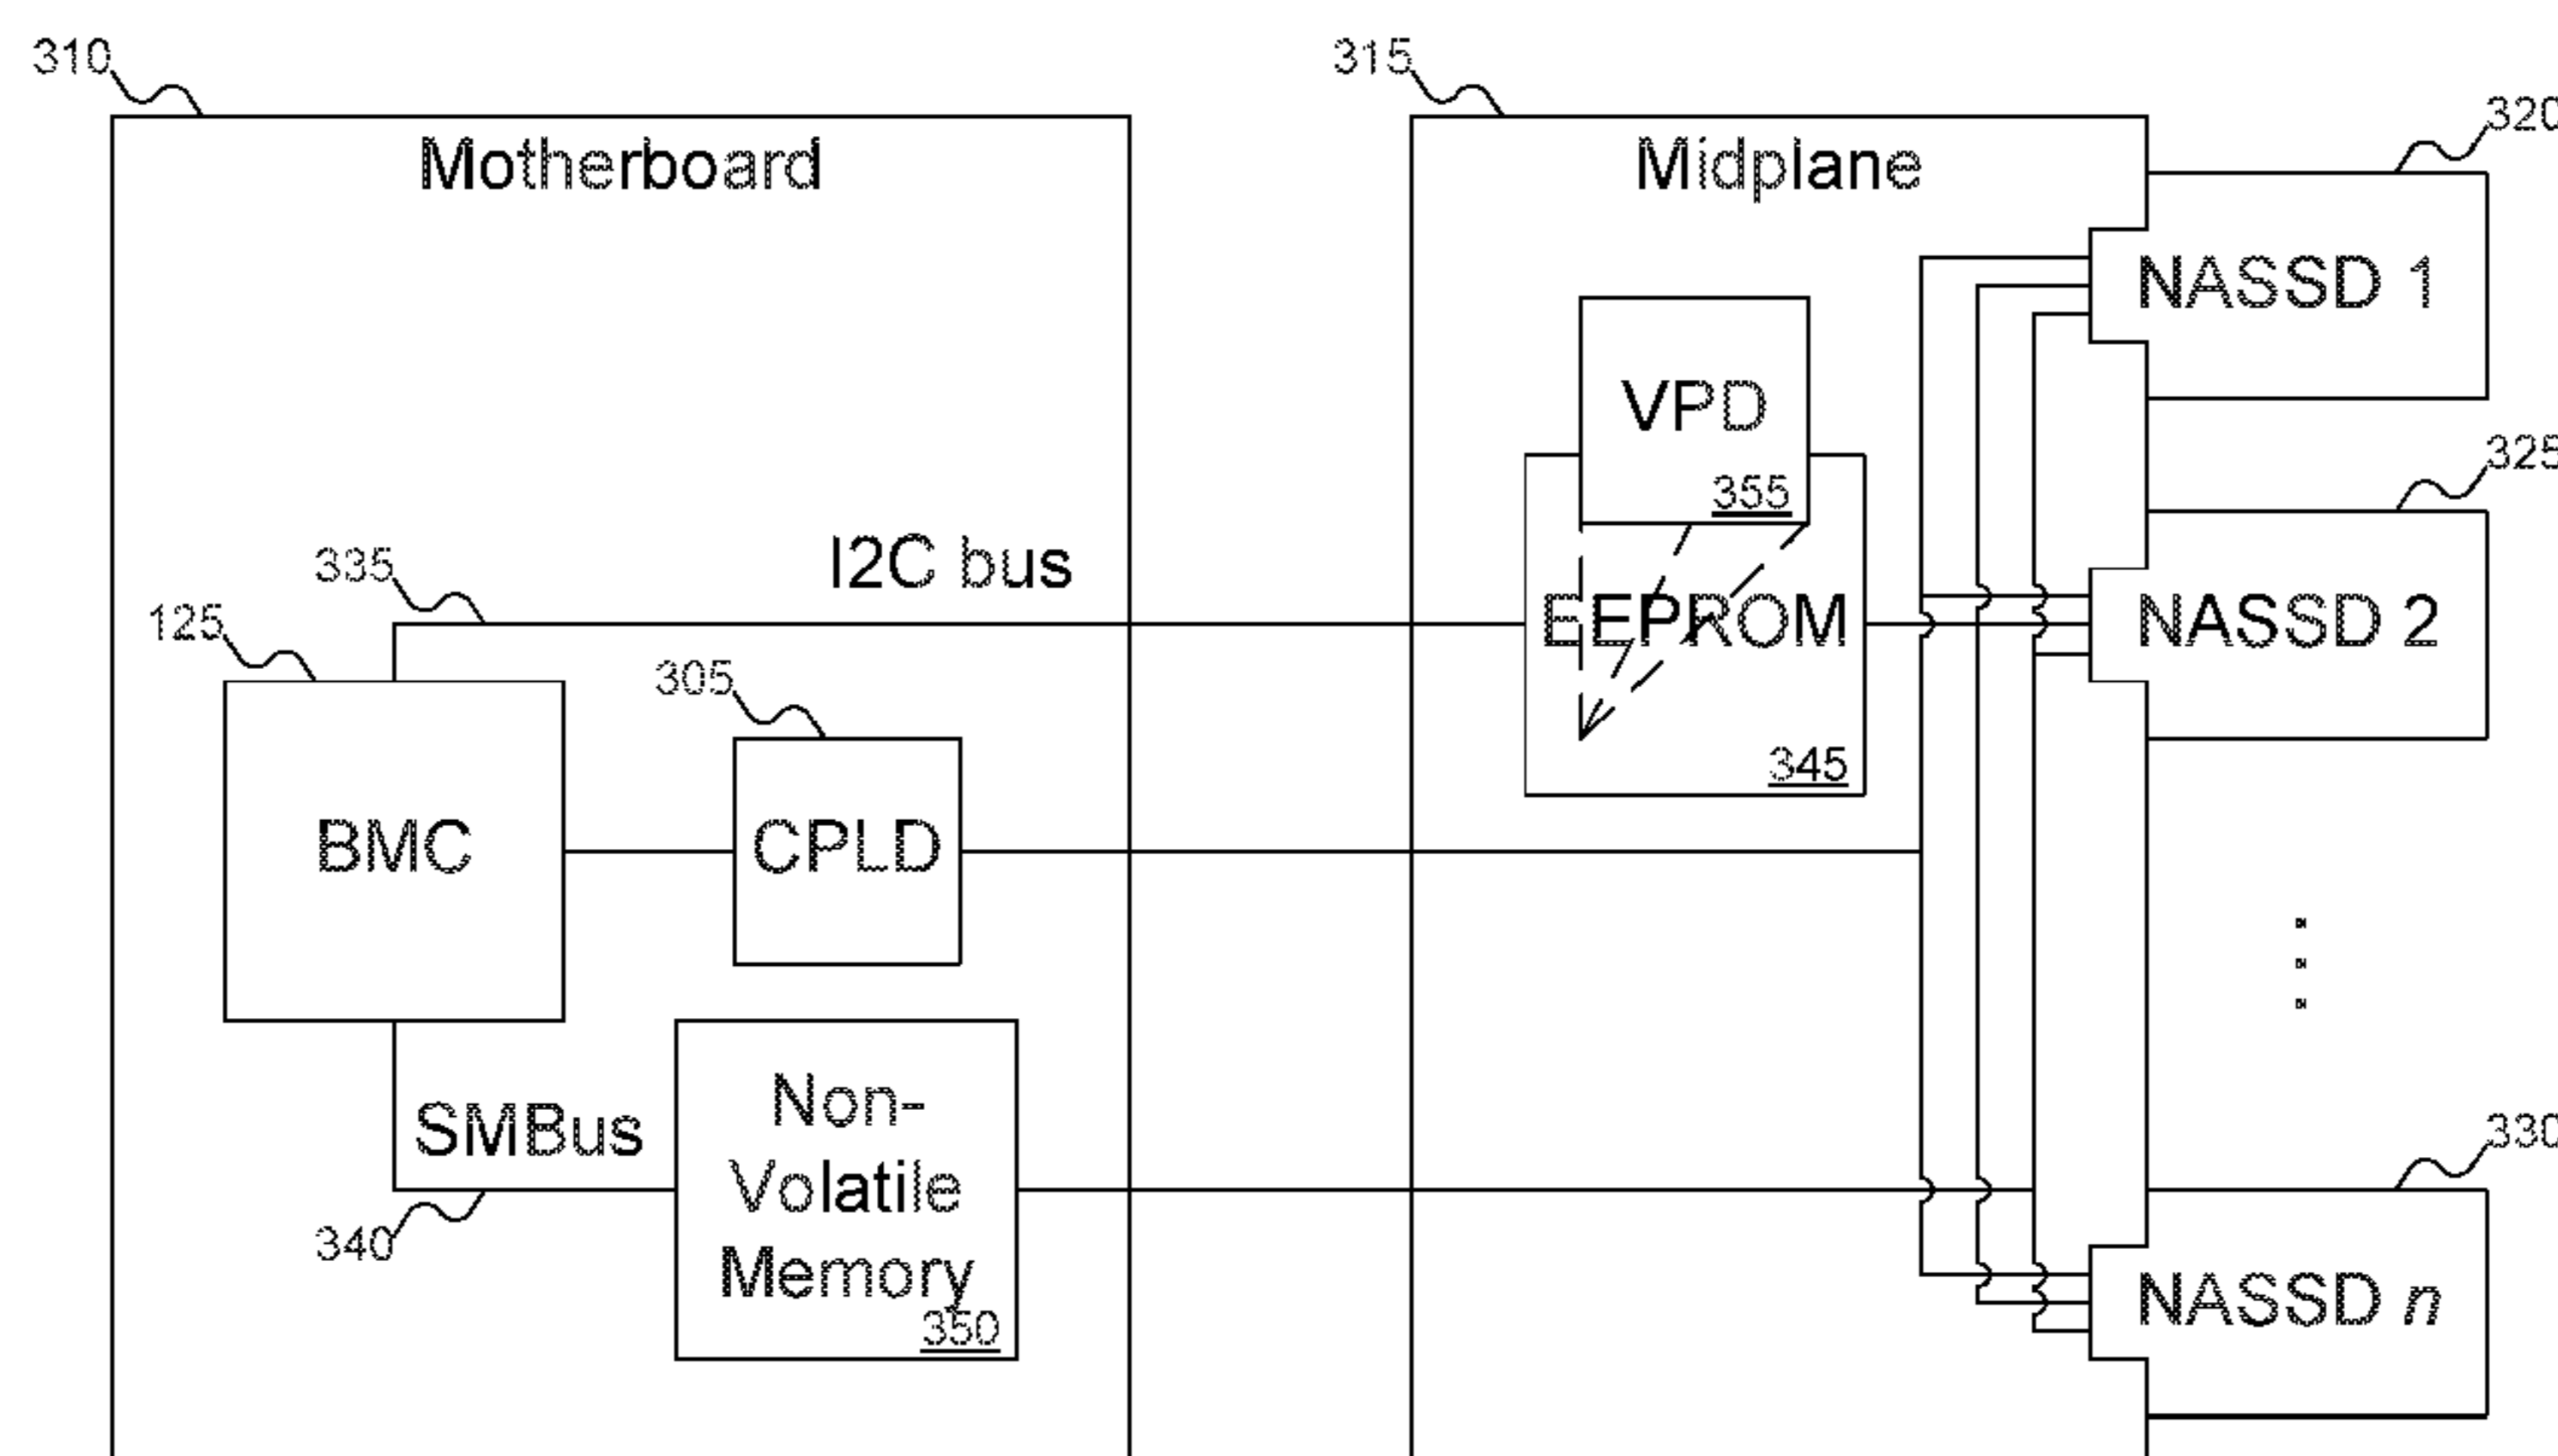 310
315
320
Motherboard
Midplane
NASSD 1
VPD
355
325
I2C bus
335
125
EEPROM
NASSD 2
305
345
BMC
CPLD
SMBus
340
Non-
Volatile
Memory
350
330
NASSD n